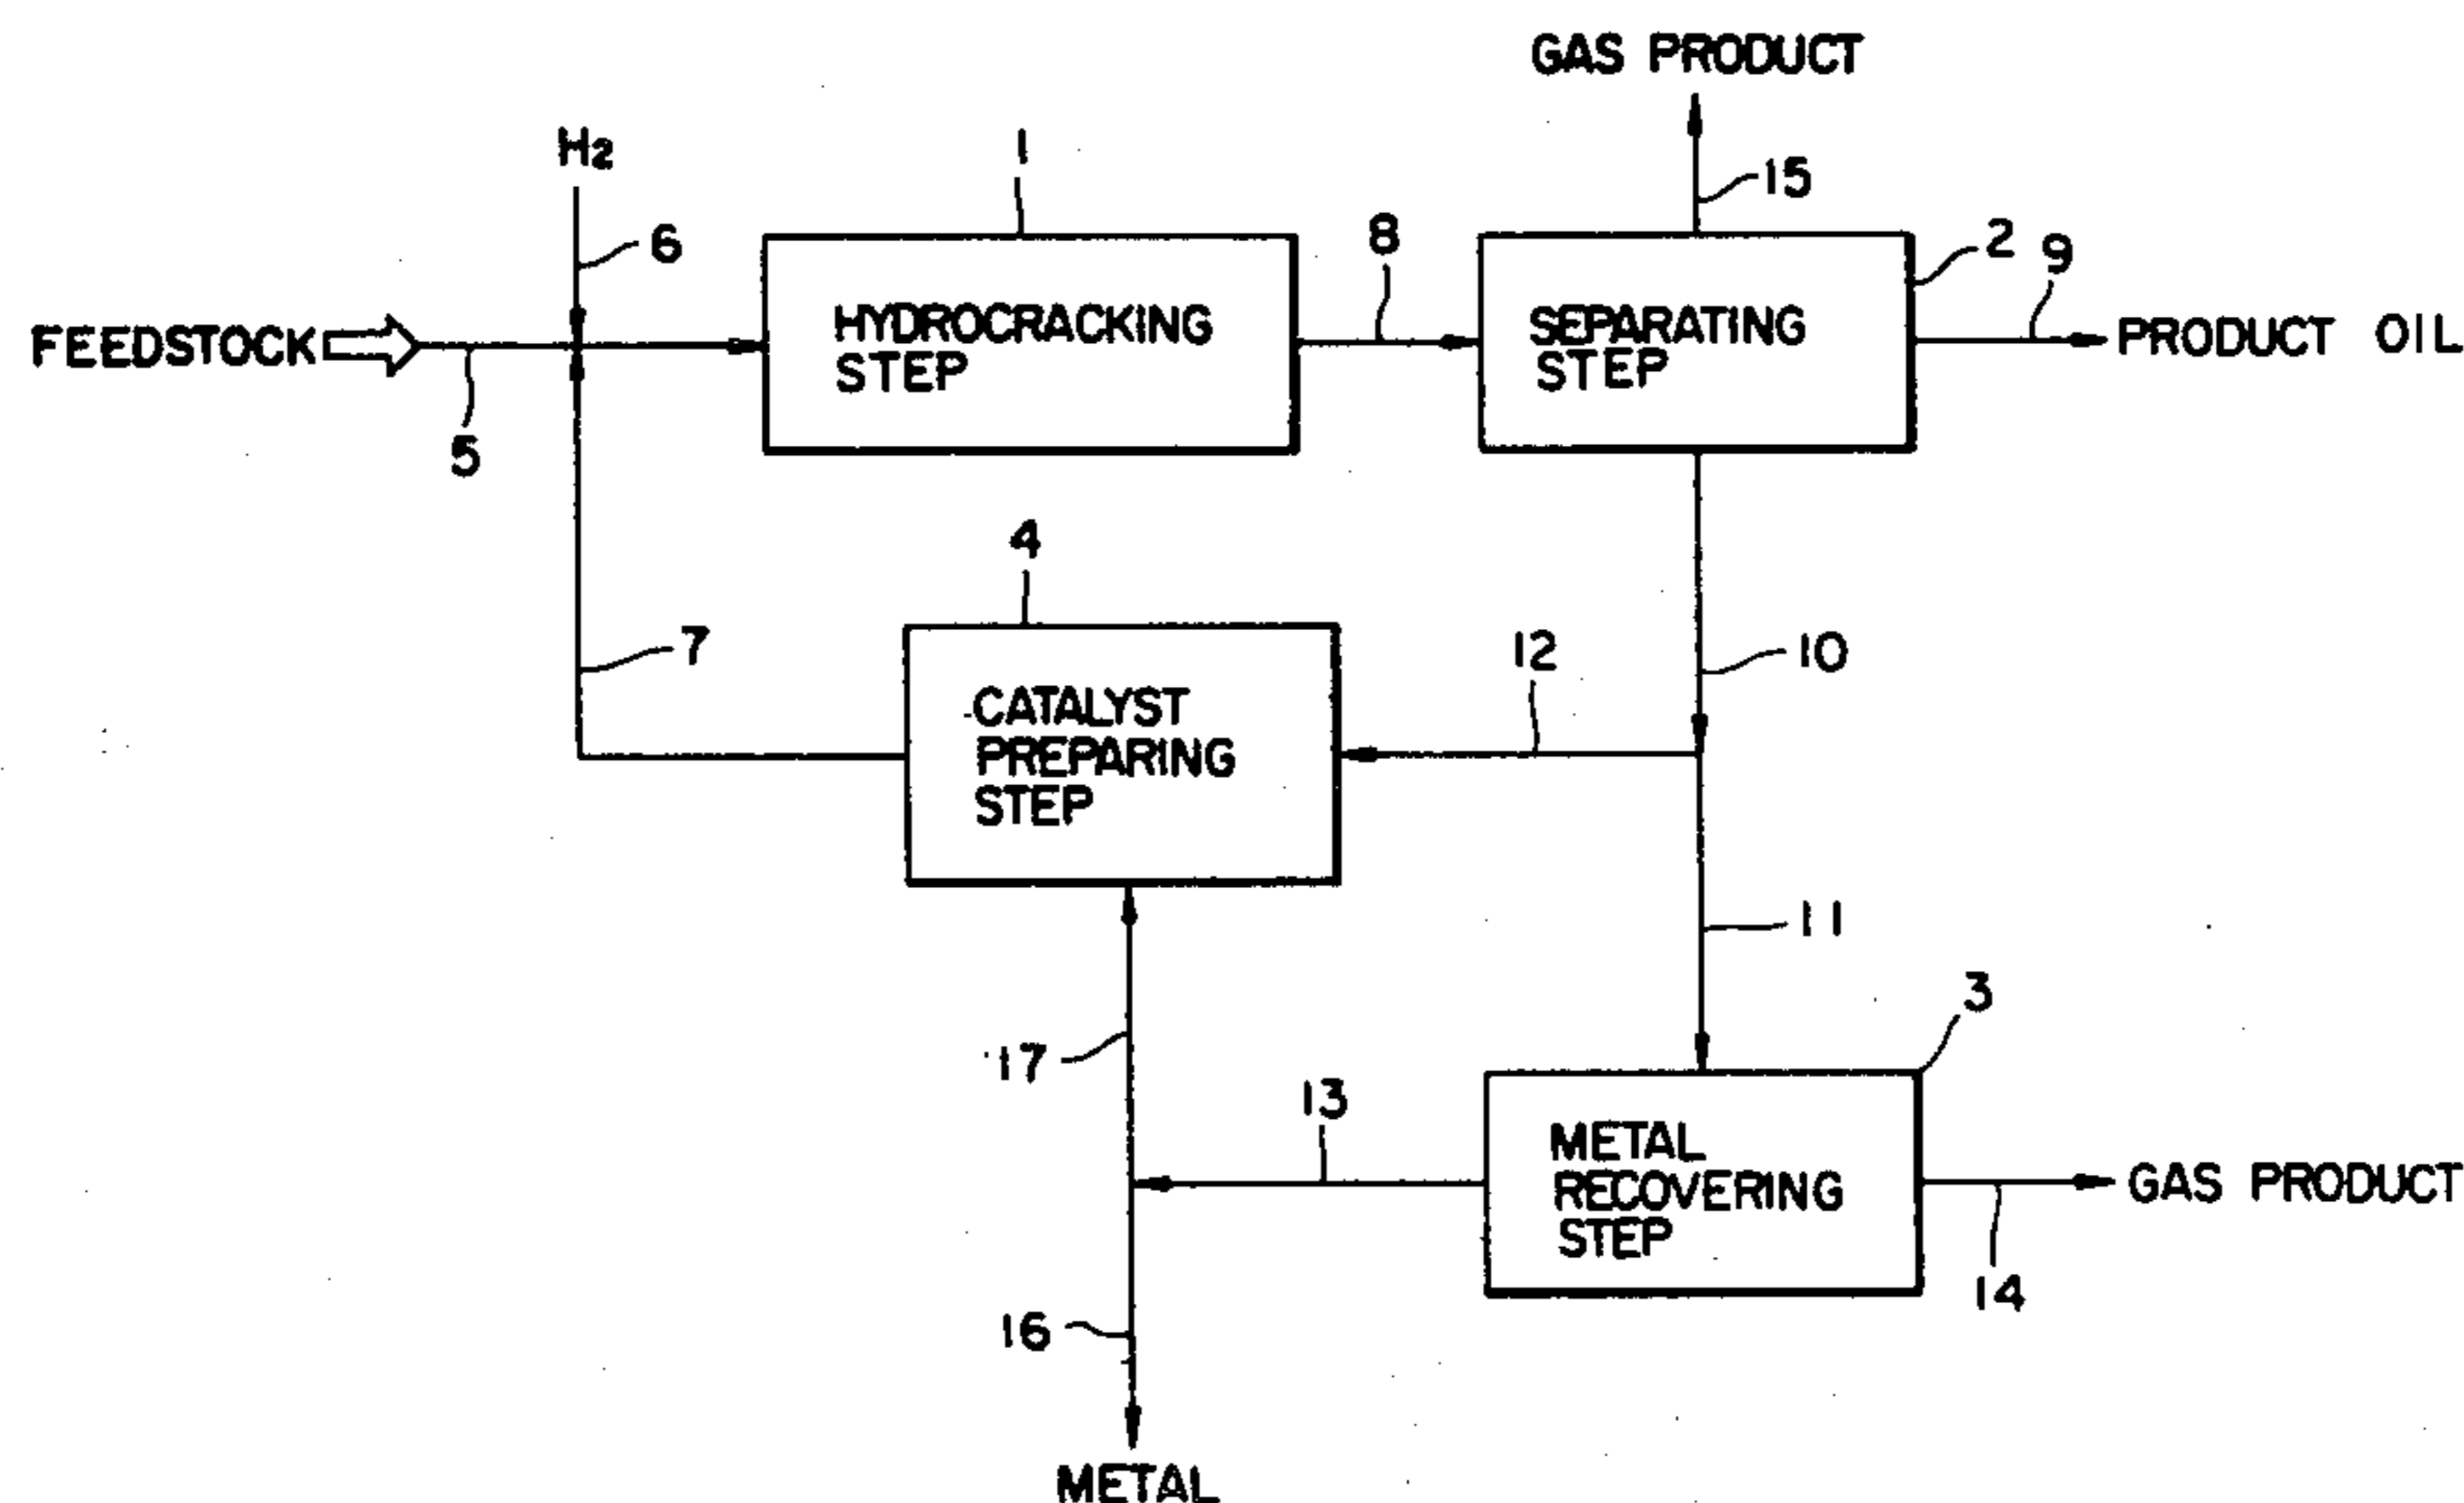 GAS PRODUCT
H2
1
15
6
8
2
9
FEEDSTOCK
HYDROCRACKING
STEP
SEPARATING
STEP
PRODUCT OIL
5
4
7
12
10
CATALYST
PREPARING
STEP
11
3
17
13
METAL
RECOVERING
STEP
GAS PRODUCT
14
16
METAL